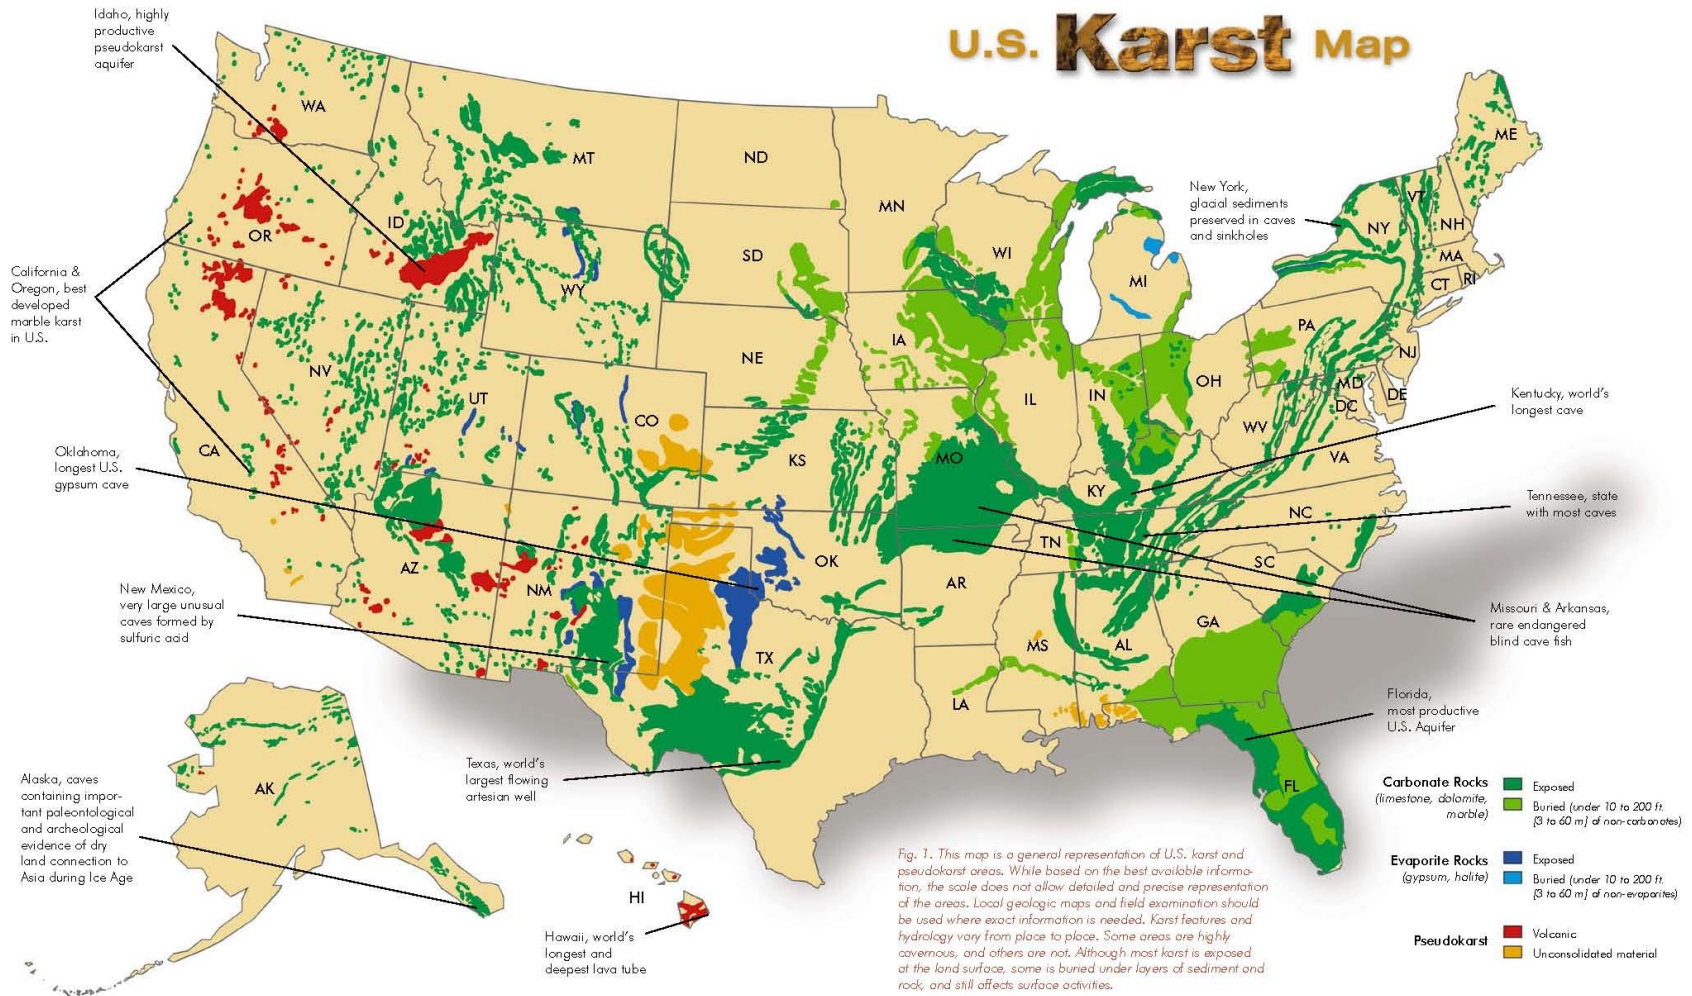 U.S. Karst Map
Idaho, highly
productive
pseudokarst
aquifer
California &
Oregon, best
developed
marble karst
in U.S.
Oklahoma,
longest U.S.
gypsum cave
New Mexico,
very large unusual
caves formed by
sulfuric acid
Alaska, caves
containing impor-
tant paleontological
and archeological
evidence of dry
land connection to
Asia during Ice Age
Texas, world's
largest flowing
artesian well
Hawaii, world's
longest and
deepest lava tube
New York,
glacial sediments
preserved in caves
and sinkholes
Kentucky, world's
longest cave
Tennessee, state
with most caves
Missouri & Arkansas,
rare endangered
blind cave fish
Florida,
most productive
U.S. Aquifer
WA
OR
ID
MT
ND
MN
SD
WI
MI
WY
NE
IA
NV
UT
CO
CA
KS
MO
IL
IN
OH
KY
WV
VA
PA
NY
VT
NH
ME
MA
CT
RI
NJ
MD
DE
DC
NC
TN
SC
AZ
NM
OK
AR
TX
LA
MS
AL
GA
FL
AK
HI
Carbonate Rocks
(limestone, dolomite,
marble)
Exposed
Buried (under 10 to 200 ft.
[3 to 60 m] of non-carbonates)
Evaporite Rocks
(gypsum, halite)
Exposed
Buried (under 10 to 200 ft.
[3 to 60 m] of non-evaporites)
Pseudokarst
Volcanic
Unconsolidated material
Fig. 1. This map is a general representation of U.S. karst and
pseudokarst areas. While based on the best available informa-
tion, the scale does not allow detailed and precise representation
of the areas. Local geologic maps and field examination should
be used where exact information is needed. Karst features and
hydrology vary from place to place. Some areas are highly
cavernous, and others are not. Although most karst is exposed
at the land surface, some is buried under layers of sediment and
rock, and still affects surface activities.